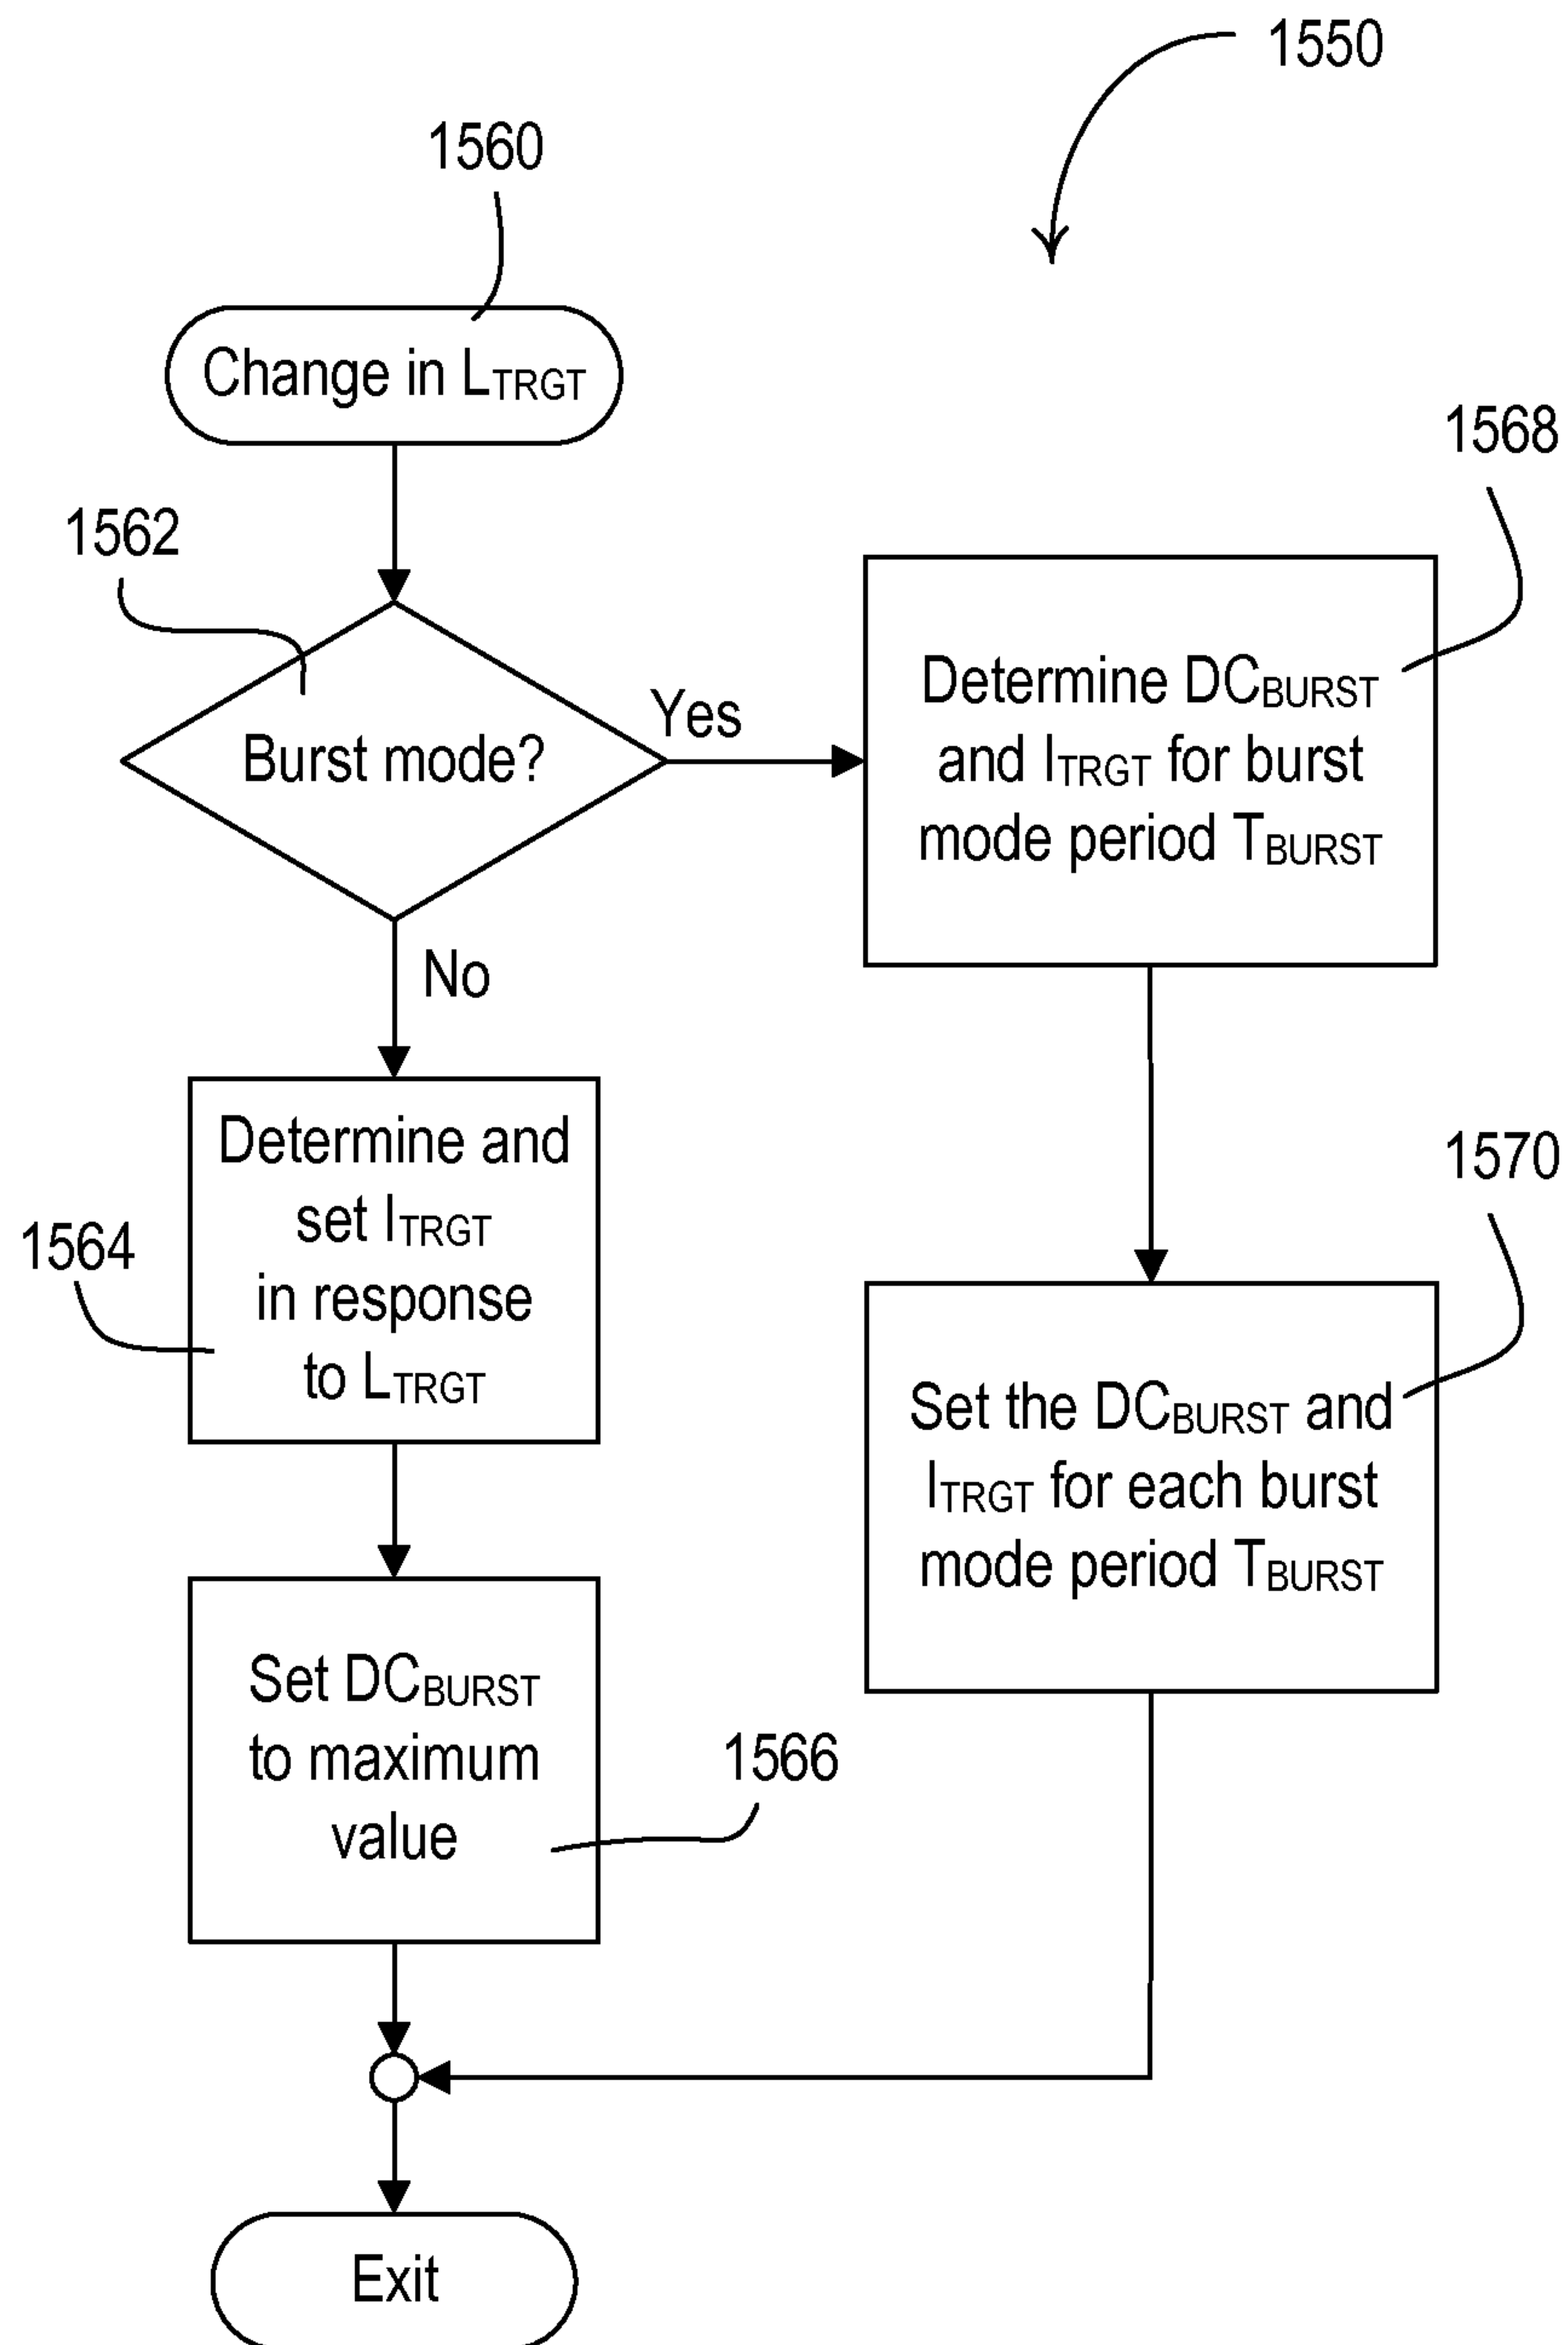 1550
1560
Change in LTRGT
1562
Burst mode?
Yes
No
1568
Determine DCBURST
and ITRGT for burst
mode period TBURST
1564
Determine and
set ITRGT
in response
to LTRGT
1570
Set the DCBURST and
ITRGT for each burst
mode period TBURST
Set DCBURST
to maximum
value
1566
Exit